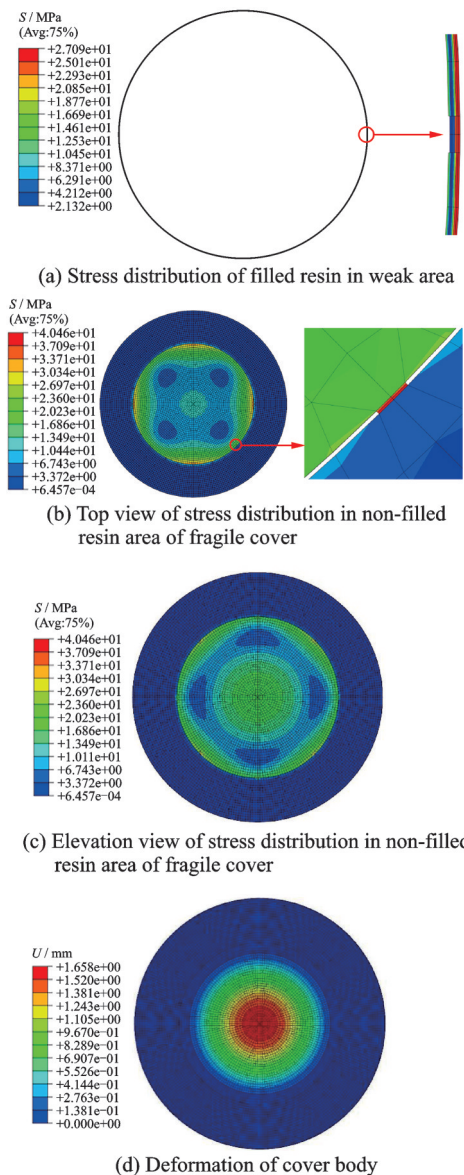 S / MPa
(Avg:75%)
+2.709e+01
+2.501e+01
+2.293e+01
+2.085e+01
+1.877e+01
+1.669e+01
+1.461e+01
+1.253e+01
+1.045e+01
+8.371e+00
+6.291e+00
+4.212e+00
+2.132e+00
(a) Stress distribution of filled resin in weak area
S / MPa
(Avg:75%)
+4.046e+01
+3.709e+01
+3.371e+01
+3.034e+01
+2.697e+01
+2.360e+01
+2.023e+01
+1.686e+01
+1.349e+01
+1.044e+01
+6.743e+00
+3.372e+00
+6.457e−04
(b) Top view of stress distribution in non-filled
resin area of fragile cover
S / MPa
(Avg:75%)
+4.046e+01
+3.709e+01
+3.371e+01
+3.034e+01
+2.697e+01
+2.360e+01
+2.023e+01
+1.686e+01
+1.349e+01
+1.011e+01
+6.743e+00
+3.372e+00
+6.457e−04
(c) Elevation view of stress distribution in non-filled
resin area of fragile cover
U / mm
+1.658e+00
+1.520e+00
+1.381e+00
+1.243e+00
+1.105e+00
+9.670e−01
+8.289e−01
+6.907e−01
+5.526e−01
+4.144e−01
+2.763e−01
+1.381e−01
+0.000e+00
(d) Deformation of cover body